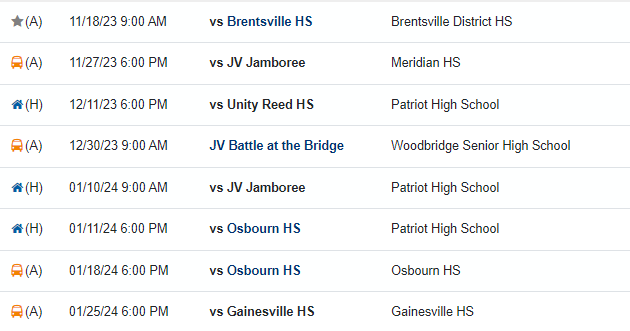 (A) 11/18/23 9:00 AM vs Brentsville HS Brentsville District HS
(A) 11/27/23 6:00 PM vs JV Jamboree Meridian HS
(H) 12/11/23 6:00 PM vs Unity Reed HS Patriot High School
(A) 12/30/23 9:00 AM JV Battle at the Bridge Woodbridge Senior High School
(H) 01/10/24 9:00 AM vs JV Jamboree Patriot High School
(H) 01/11/24 6:00 PM vs Osbourn HS Patriot High School
(A) 01/18/24 6:00 PM vs Osbourn HS Osbourn HS
(A) 01/25/24 6:00 PM vs Gainesville HS Gainesville HS